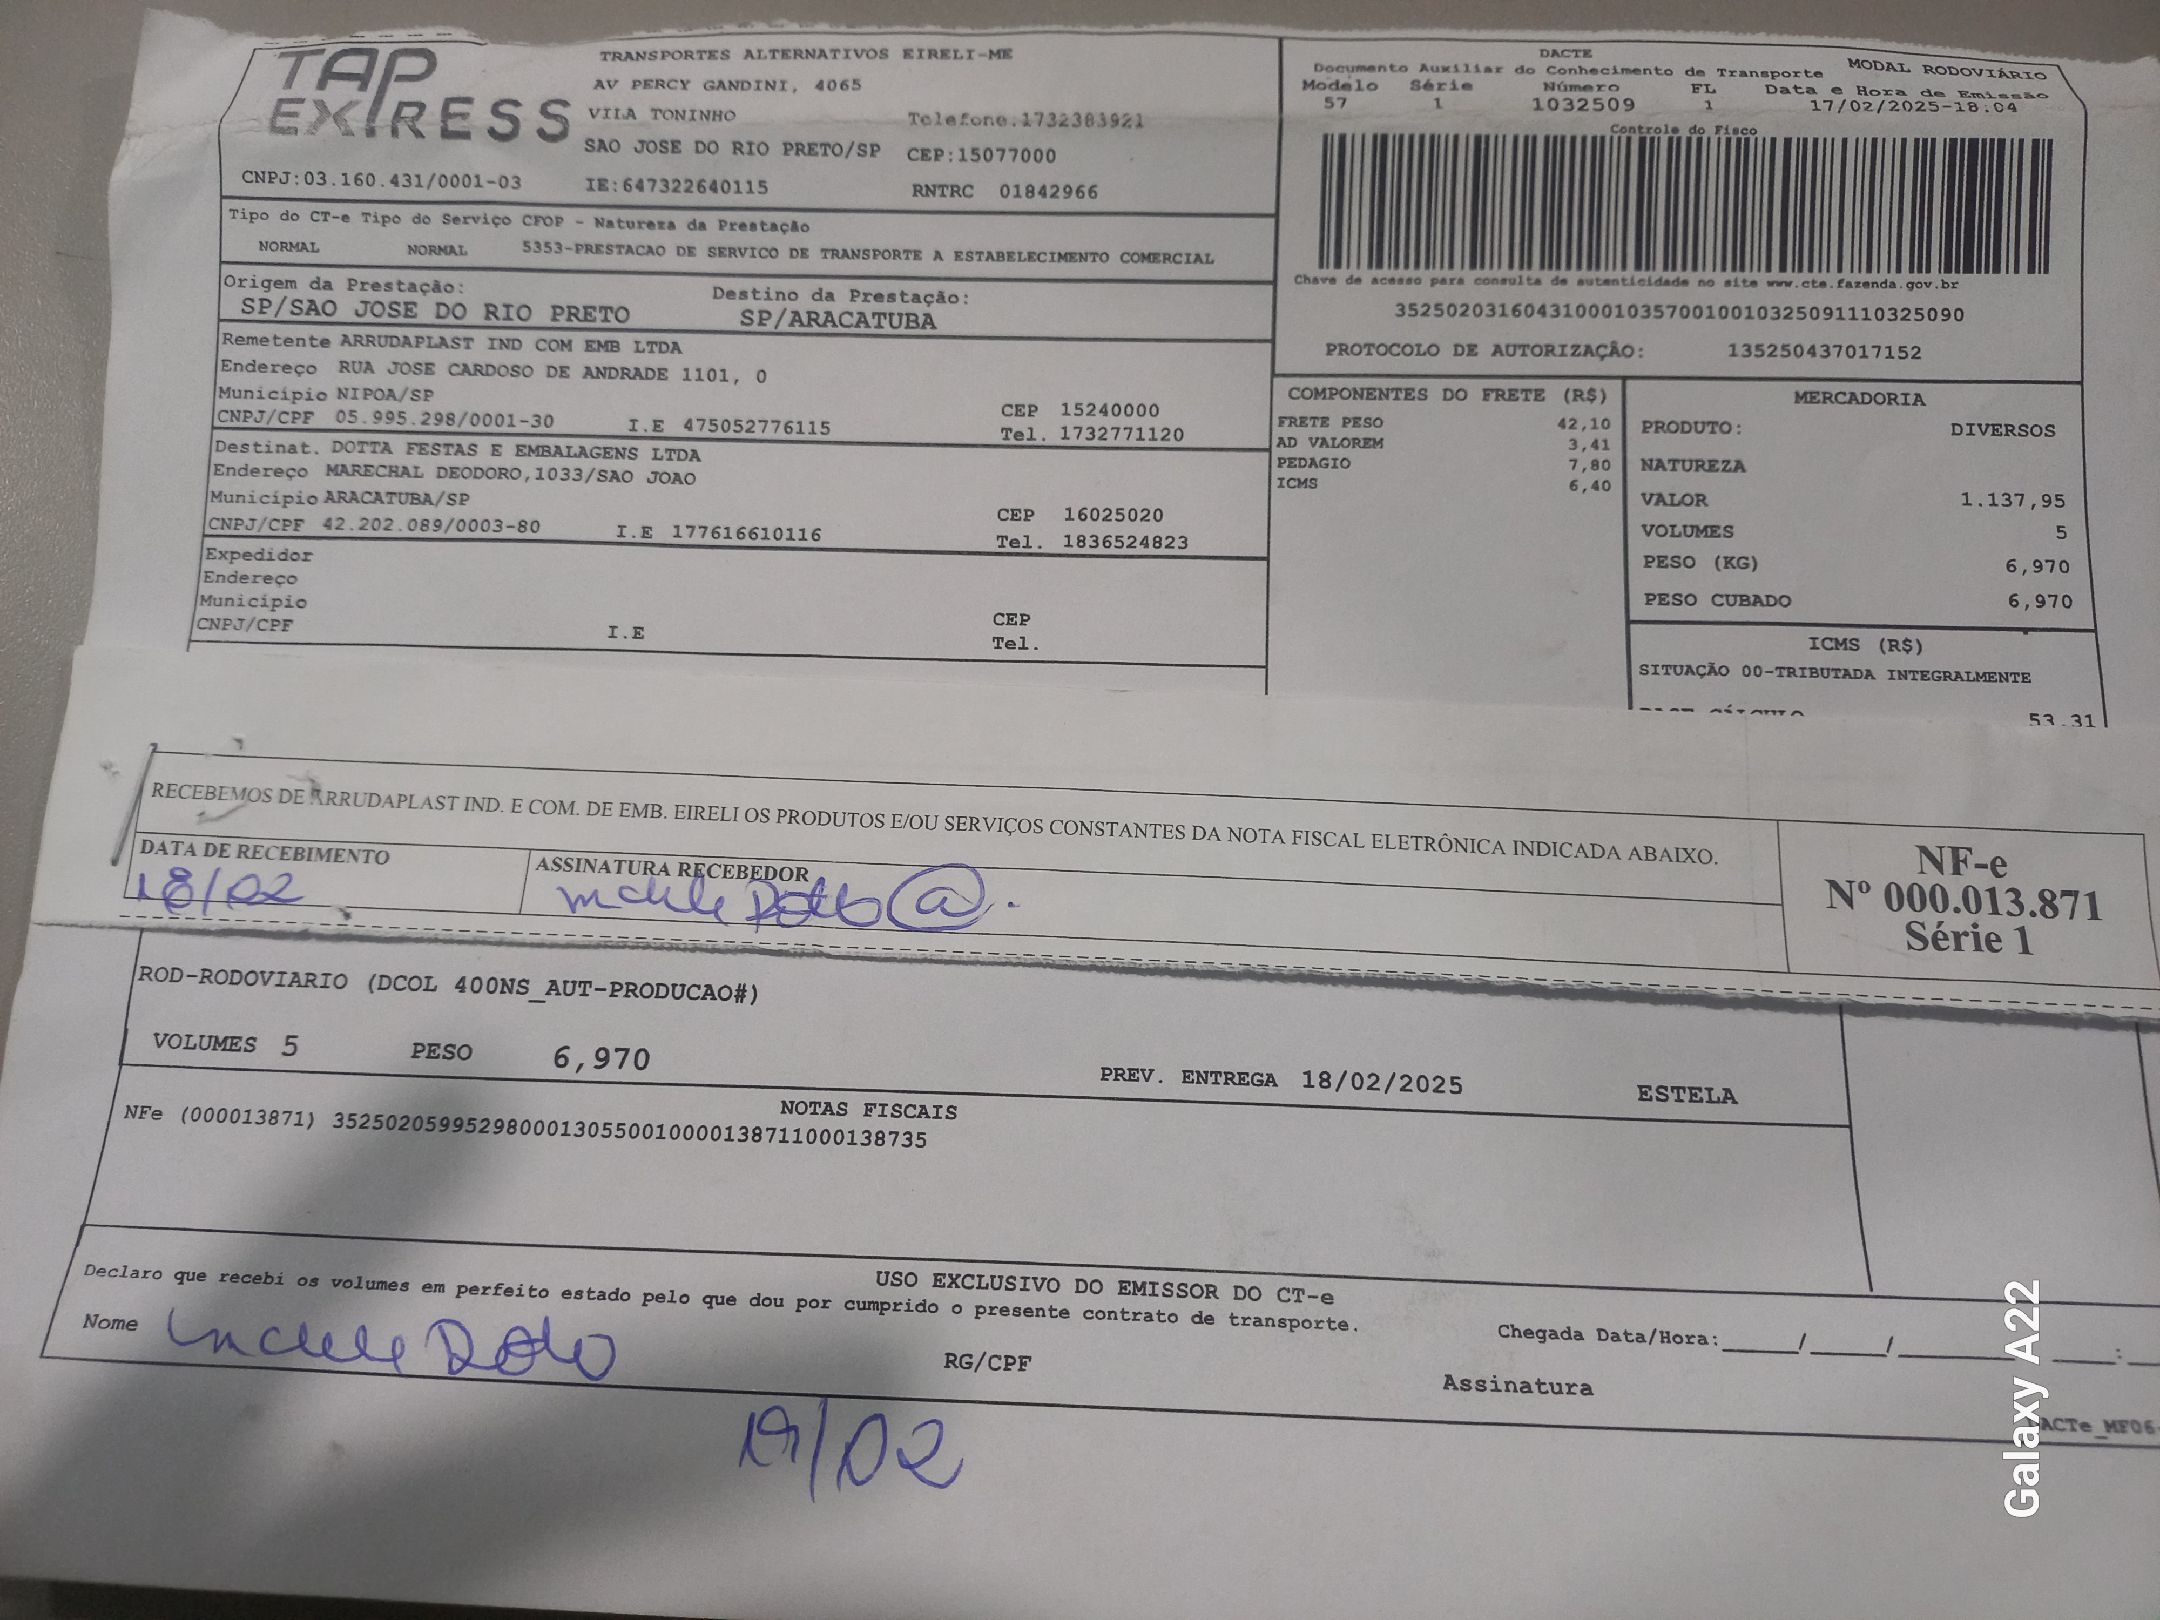 TAP EXPRESS
TRANSPORTES ALTERNATIVOS EIRELI-ME
AV PERCY GANDINI, 4065
VILA TONINHO Telefone.1732383921
SAO JOSE DO RIO PRETO/SP CEP:15077000
CNPJ:03.160.431/0001-03 IE:647322640115 RNTRC 01842966
DACTE
Documento Auxiliar do Conhecimento de Transporte MODAL RODOVIÁRIO
Modelo Série Número FL Data e Hora de Emissão
57 1 1032509 1 17/02/2025-18:04
Controle do Fisco
Chave de acesso para consulta de autenticidade no site www.cte.fazenda.gov.br
35250203160431000103570010010325091110325090
PROTOCOLO DE AUTORIZAÇÃO: 135250437017152
Tipo do CT-e Tipo do Serviço CFOP - Natureza da Prestação
NORMAL NORMAL 5353-PRESTACAO DE SERVICO DE TRANSPORTE A ESTABELECIMENTO COMERCIAL
Origem da Prestação: Destino da Prestação:
SP/SAO JOSE DO RIO PRETO SP/ARACATUBA
Remetente ARRUDAPLAST IND COM EMB LTDA
Endereço RUA JOSE CARDOSO DE ANDRADE 1101, 0
Município NIPOA/SP CEP 15240000
CNPJ/CPF 05.995.298/0001-30 I.E 475052776115 Tel. 1732771120
Destinat. DOTTA FESTAS E EMBALAGENS LTDA
Endereço MARECHAL DEODORO,1033/SAO JOAO
Município ARACATUBA/SP CEP 16025020
CNPJ/CPF 42.202.089/0003-80 I.E 177616610116 Tel. 1836524823
Expedidor
Endereço
Município CEP
CNPJ/CPF I.E Tel.
COMPONENTES DO FRETE (R$)
FRETE PESO 42,10
AD VALOREM 3,41
PEDAGIO 7,80
ICMS 6,40
MERCADORIA
PRODUTO: DIVERSOS
NATUREZA
VALOR 1.137,95
VOLUMES 5
PESO (KG) 6,970
PESO CUBADO 6,970
ICMS (R$)
SITUAÇÃO 00-TRIBUTADA INTEGRALMENTE
53,31
RECEBEMOS DE ARRUDAPLAST IND. E COM. DE EMB. EIRELI OS PRODUTOS E/OU SERVIÇOS CONSTANTES DA NOTA FISCAL ELETRÔNICA INDICADA ABAIXO.
DATA DE RECEBIMENTO ASSINATURA RECEBEDOR
18/02
NF-e
Nº 000.013.871
Série 1
ROD-RODOVIARIO (DCOL 400NS_AUT-PRODUCAO#)
VOLUMES 5 PESO 6,970 PREV. ENTREGA 18/02/2025 ESTELA
NOTAS FISCAIS
NFe (000013871) 35250205995298000130550010000138711000138735
USO EXCLUSIVO DO EMISSOR DO CT-e
Declaro que recebi os volumes em perfeito estado pelo que dou por cumprido o presente contrato de transporte.
Nome RG/CPF Chegada Data/Hora:_____/_____/________ ____:__
Assinatura
19/02
Galaxy A22